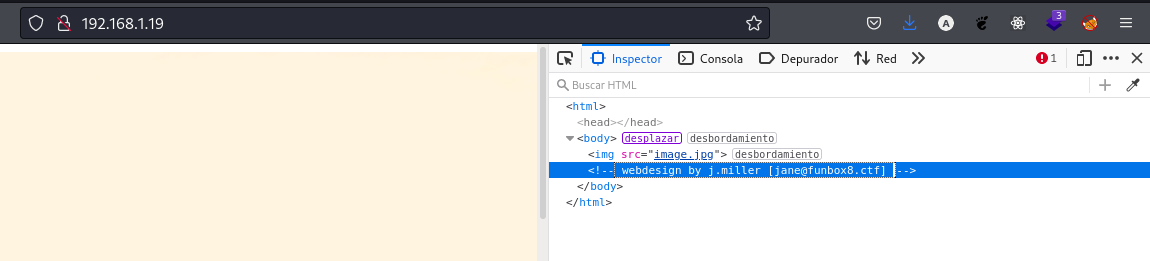 192.168.1.19
A
3
Inspector Consola Depurador Red 1
Buscar HTML
<html>
<head></head>
<body> desplazar desbordamiento
<img src="image.jpg"> desbordamiento
<!-- webdesign by j.miller [jane@funbox8.ctf] -->
</body>
</html>